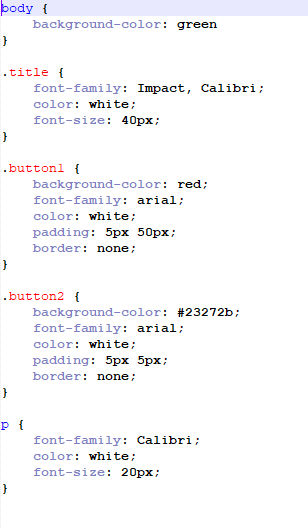 body {
    background-color: green
}

.title {
    font-family: Impact, Calibri;
    color: white;
    font-size: 40px;
}

.button1 {
    background-color: red;
    font-family: arial;
    color: white;
    padding: 5px 50px;
    border: none;
}

.button2 {
    background-color: #23272b;
    font-family: arial;
    color: white;
    padding: 5px 5px;
    border: none;
}

p {
    font-family: Calibri;
    color: white;
    font-size: 20px;
}